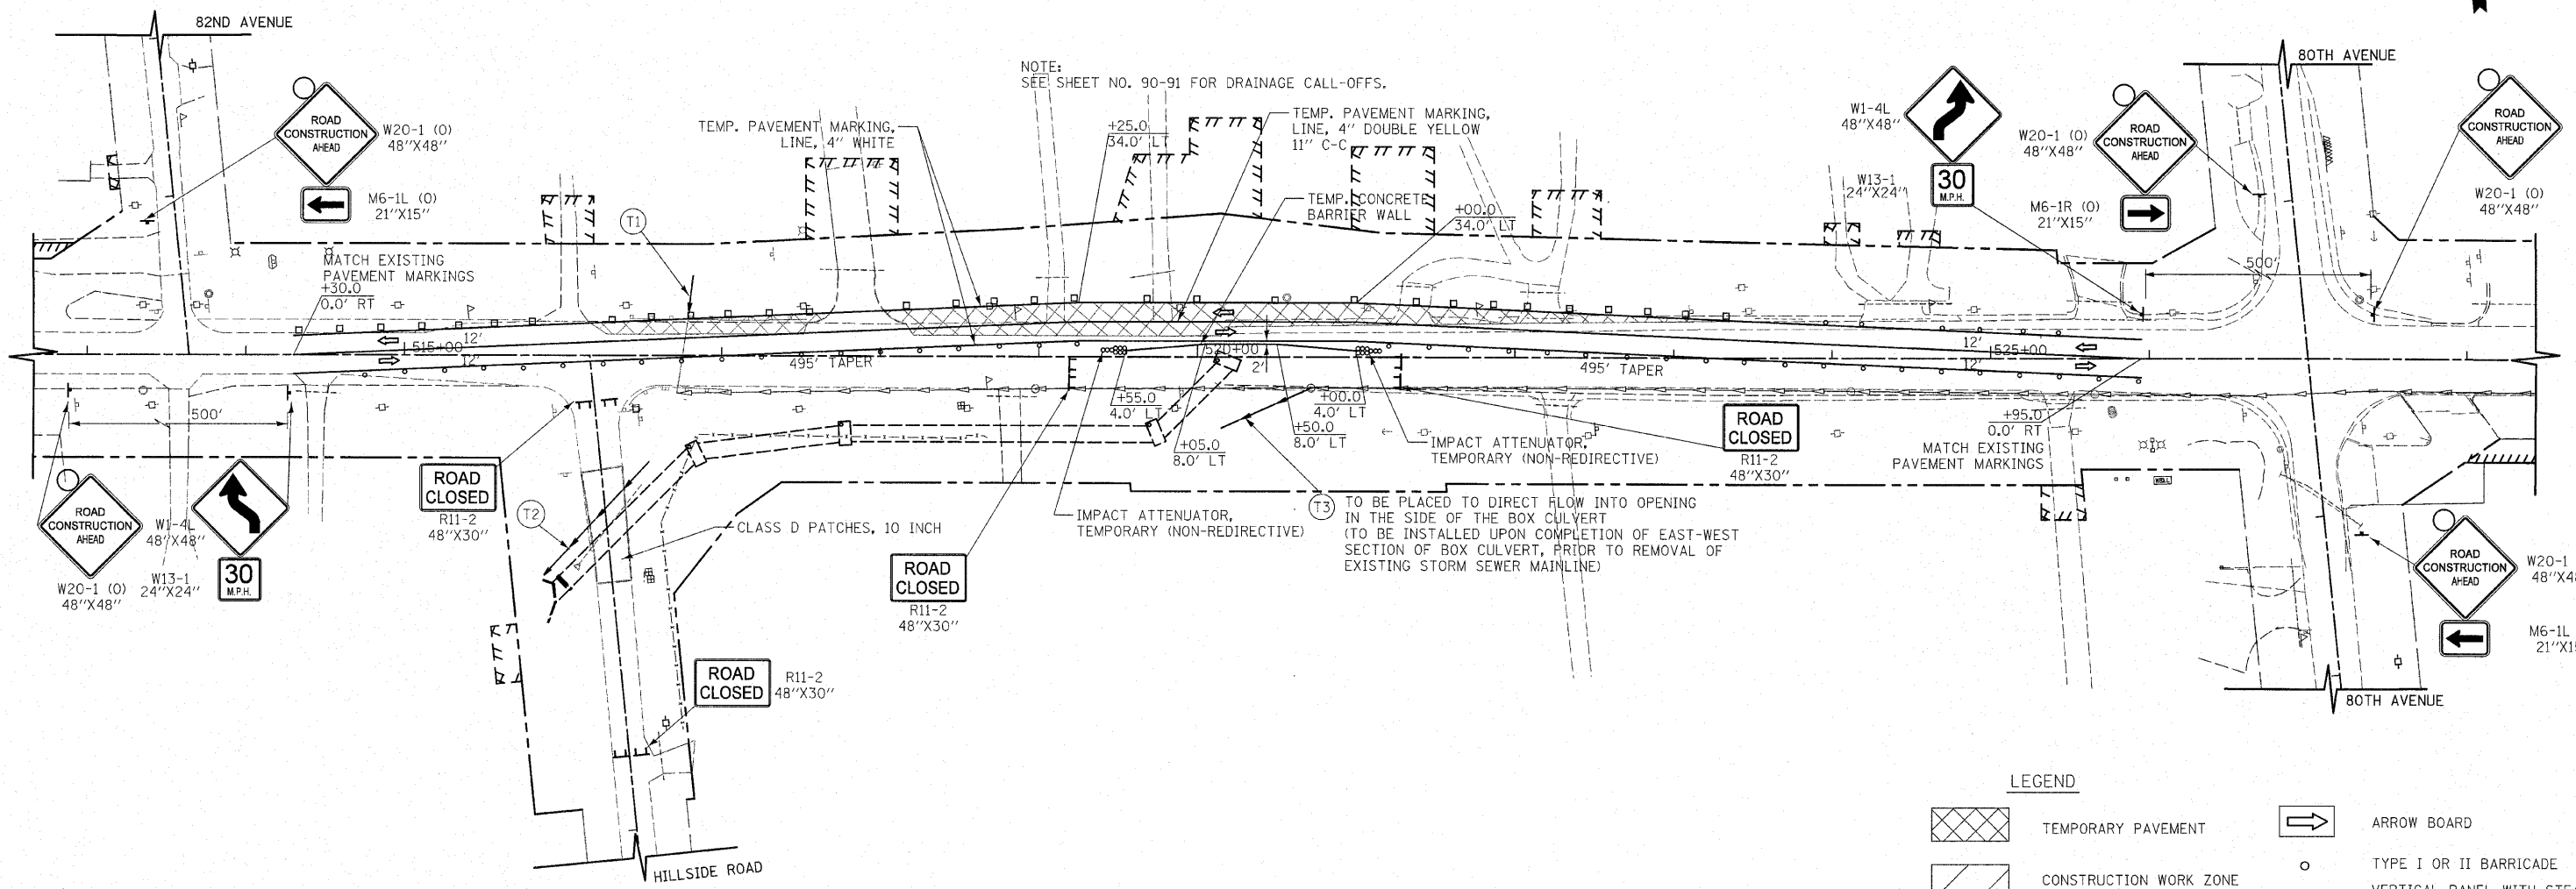 82ND AVENUE
80TH AVENUE
NOTE:
SEE SHEET NO. 90-91 FOR DRAINAGE CALL-OFFS.
ROAD
CONSTRUCTION
AHEAD
W20-1 (O)
48"X48"
M6-1L (O)
21"X15"
TEMP. PAVEMENT MARKING,
LINE, 4" WHITE
+25.0
34.0' LT
TEMP. PAVEMENT MARKING,
LINE, 4" DOUBLE YELLOW
11" C-C
TEMP. CONCRETE
BARRIER WALL
+00.0
34.0' LT
W1-4L
48"X48"
30
M.P.H.
W13-1
24"X24"
ROAD
CONSTRUCTION
AHEAD
W20-1 (O)
48"X48"
M6-1R (O)
21"X15"
ROAD
CONSTRUCTION
AHEAD
W20-1 (O)
48"X48"
T1
MATCH EXISTING
PAVEMENT MARKINGS
+30.0
0.0' RT
500'
12'
515+00
12'
495' TAPER
520+00
2'
495' TAPER
12'
525+00
12'
500'
+55.0
4.0' LT
+05.0
8.0' LT
+00.0
4.0' LT
+50.0
8.0' LT
+95.0
0.0' RT
MATCH EXISTING
PAVEMENT MARKINGS
IMPACT ATTENUATOR,
TEMPORARY (NON-REDIRECTIVE)
ROAD
CLOSED
R11-2
48"X30"
ROAD
CONSTRUCTION
AHEAD
W20-1 (O)
48"X48"
W1-4L
48"X48"
W13-1
24"X24"
30
M.P.H.
ROAD
CLOSED
R11-2
48"X30"
T2
CLASS D PATCHES, 10 INCH
IMPACT ATTENUATOR,
TEMPORARY (NON-REDIRECTIVE)
T3
TO BE PLACED TO DIRECT FLOW INTO OPENING
IN THE SIDE OF THE BOX CULVERT
(TO BE INSTALLED UPON COMPLETION OF EAST-WEST
SECTION OF BOX CULVERT, PRIOR TO REMOVAL OF
EXISTING STORM SEWER MAINLINE)
ROAD
CLOSED
R11-2
48"X30"
ROAD
CLOSED
R11-2
48"X30"
ROAD
CONSTRUCTION
AHEAD
W20-1
M6-1L
80TH AVENUE
HILLSIDE ROAD
LEGEND
TEMPORARY PAVEMENT
ARROW BOARD
CONSTRUCTION WORK ZONE
TYPE I OR II BARRICADE